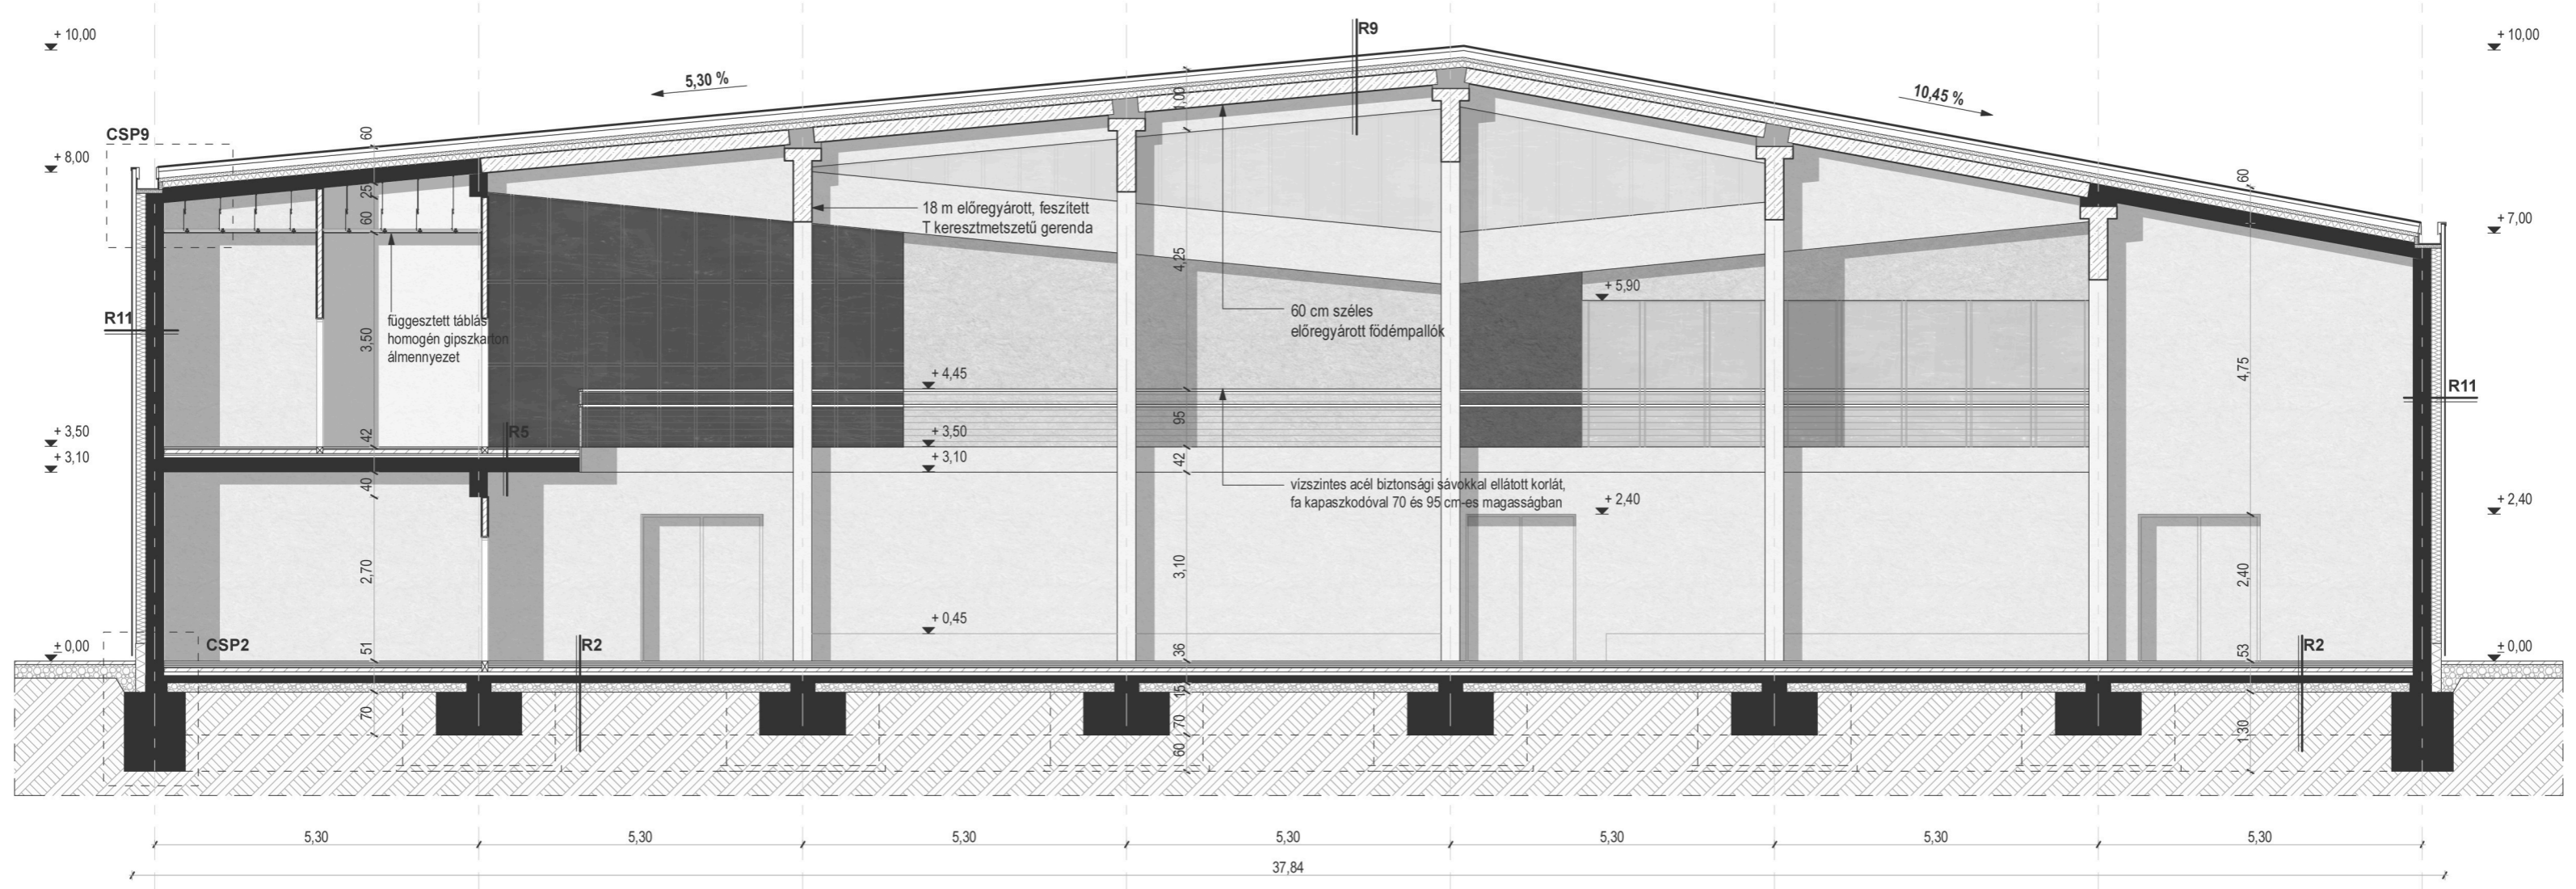 + 10,00
R9
+ 10,00
5,30 %
10,45 %
CSP9
60
1,00
+ 8,00
60
25
60
18 m előregyárott, feszített
T keresztmetszetű gerenda
+ 7,00
4,25
+ 5,90
R11
függesztett táblás
homogén gipszkarton
álmennyezet
3,50
60 cm széles
előregyárott födémpallók
4,75
+ 4,45
R11
95
+ 3,50
42
R5
+ 3,50
+ 3,10
+ 3,10
42
40
vízszintes acél biztonsági sávokkal ellátott korlát,
fa kapaszkodóval 70 és 95 cm-es magasságban
+ 2,40
+ 2,40
2,70
3,10
2,40
+ 0,45
+ 0,00
CSP2
51
R2
36
53
R2
+ 0,00
15
70
70
60
1,30
5,30
5,30
5,30
5,30
5,30
5,30
5,30
37,84